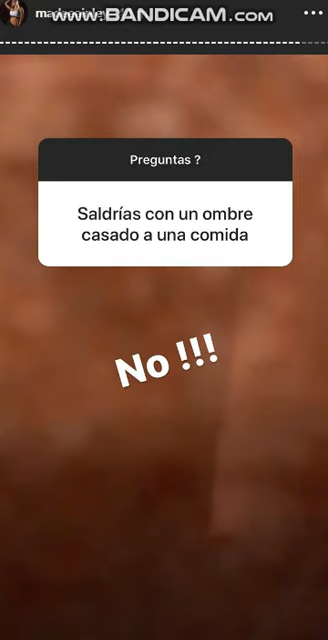 www.BANDICAM.com
Preguntas ?
Saldrías con un ombre
casado a una comida
No !!!